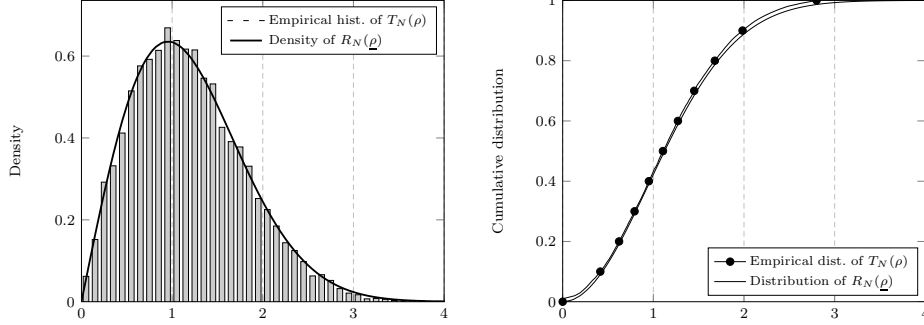 Density
0.6
0.4
0.2
0
0 1 2 3 4
Empirical hist. of T_N(ρ)
Density of R_N(ρ̲)
Cumulative distribution
1
0.8
0.6
0.4
0.2
0
0 1 2 3 4
Empirical dist. of T_N(ρ)
Distribution of R_N(ρ̲)